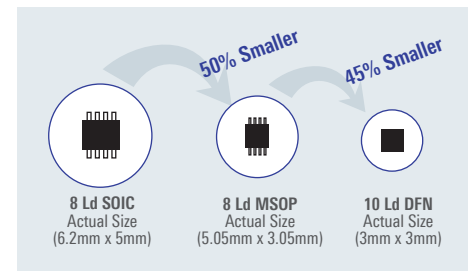 50% Smaller
45% Smaller
8 Ld SOIC
Actual Size
(6.2mm x 5mm)
8 Ld MSOP
Actual Size
(5.05mm x 3.05mm)
10 Ld DFN
Actual Size
(3mm x 3mm)